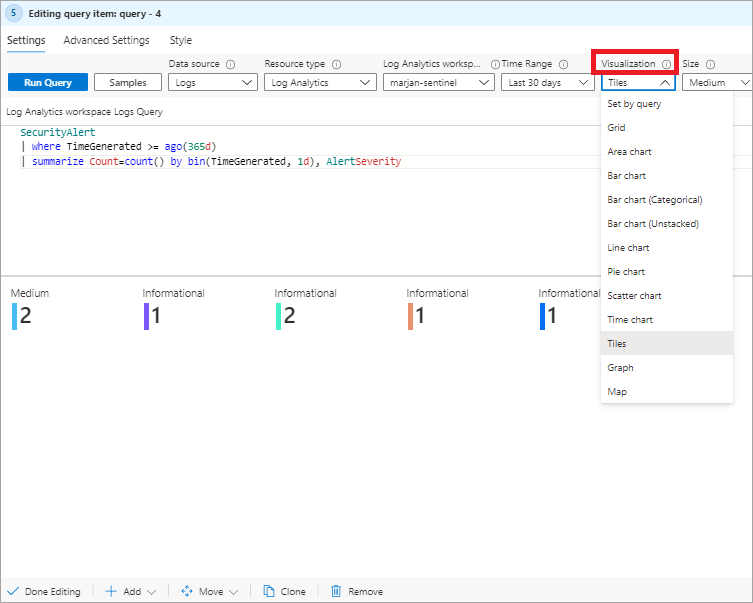 5 Editing query item: query - 4
Settings Advanced Settings Style
Data source Resource type Log Analytics worksp... Time Range Visualization Size
Run Query Samples Logs Log Analytics marjan-sentinel Last 30 days Tiles Medium
Log Analytics workspace Logs Query
SecurityAlert
| where TimeGenerated >= ago(365d)
| summarize Count=count() by bin(TimeGenerated, 1d), AlertSeverity
Set by query
Grid
Area chart
Bar chart
Bar chart (Categorical)
Bar chart (Unstacked)
Line chart
Pie chart
Scatter chart
Time chart
Tiles
Graph
Map
Medium Informational Informational Informational Informational
2 1 2 1 1
Done Editing Add Move Clone Remove